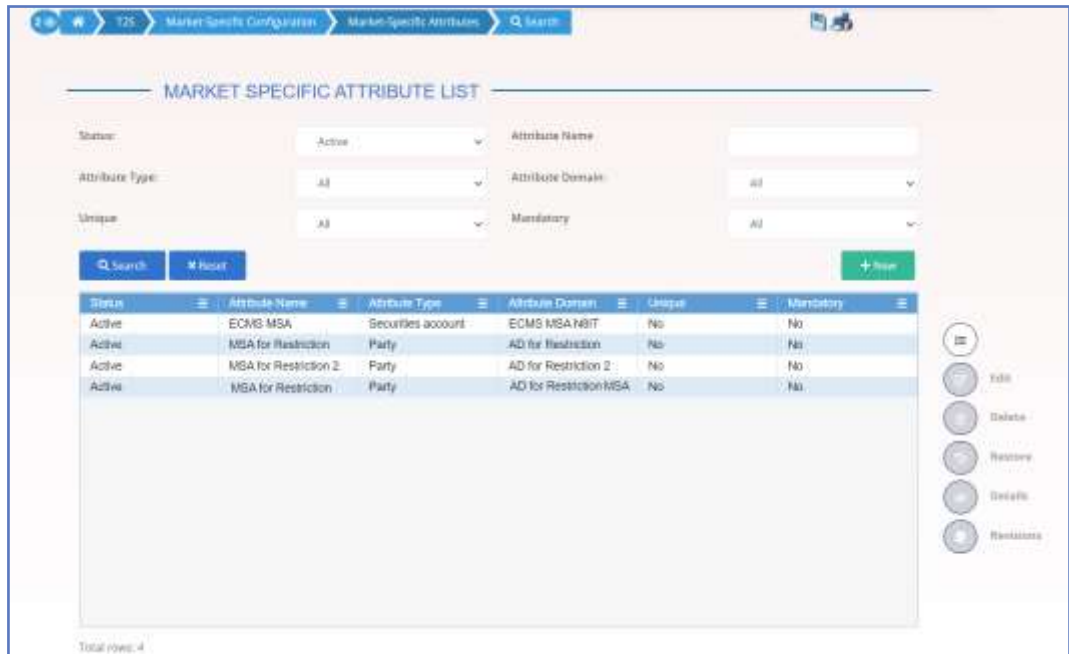 T2S Market-Specific Configuration Market-Specific Attributes Search
MARKET SPECIFIC ATTRIBUTE LIST
Status: Active Attribute Name
Attribute Type: All Attribute Domain: All
Unique All Mandatory All
Search Reset New
Status Attribute Name Attribute Type Attribute Domain Unique Mandatory
Active ECMS MSA Securities account ECMS MSA NBIT No No
Active MSA for Restriction Party AD for Restriction No No
Active MSA for Restriction 2 Party AD for Restriction 2 No No
Active MSA for Restriction Party AD for Restriction MSA No No
Edit
Delete
Restore
Details
Revisions
Total rows: 4